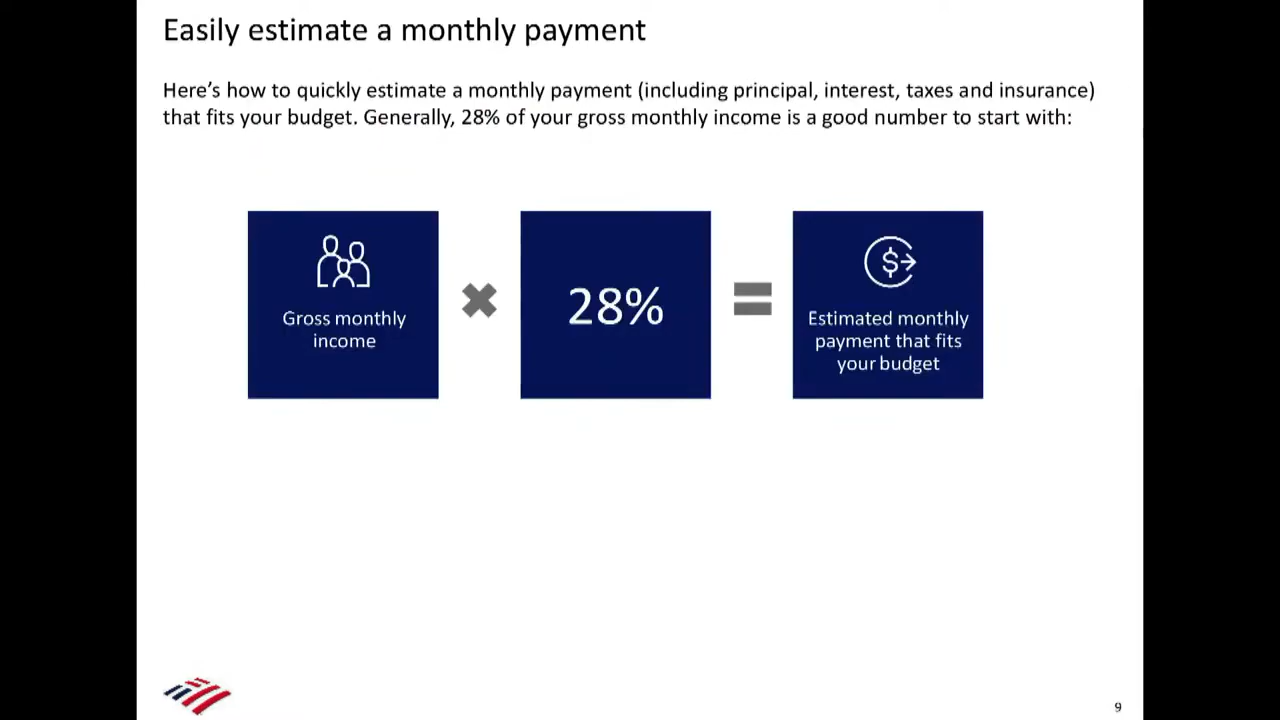 Easily estimate a monthly payment
Here’s how to quickly estimate a monthly payment (including principal, interest, taxes and insurance)
that fits your budget. Generally, 28% of your gross monthly income is a good number to start with:
Gross monthly
income
28%
Estimated monthly
payment that fits
your budget
9